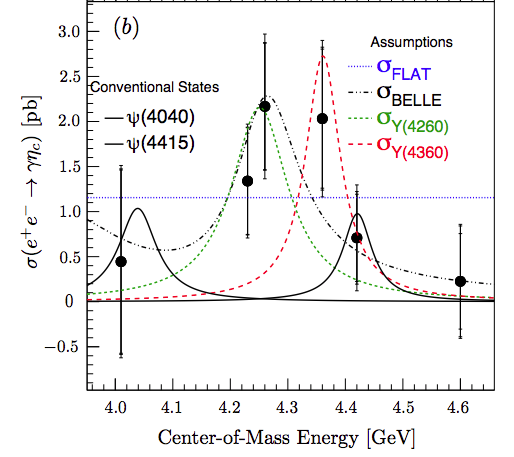 (b)
Assumptions
σFLAT
σBELLE
σY(4260)
σY(4360)
Conventional States
ψ(4040)
ψ(4415)
σ(e⁺e⁻ → γηc) [pb]
3.0
2.5
2.0
1.5
1.0
0.5
0
−0.5
4.0 4.1 4.2 4.3 4.4 4.5 4.6
Center-of-Mass Energy [GeV]